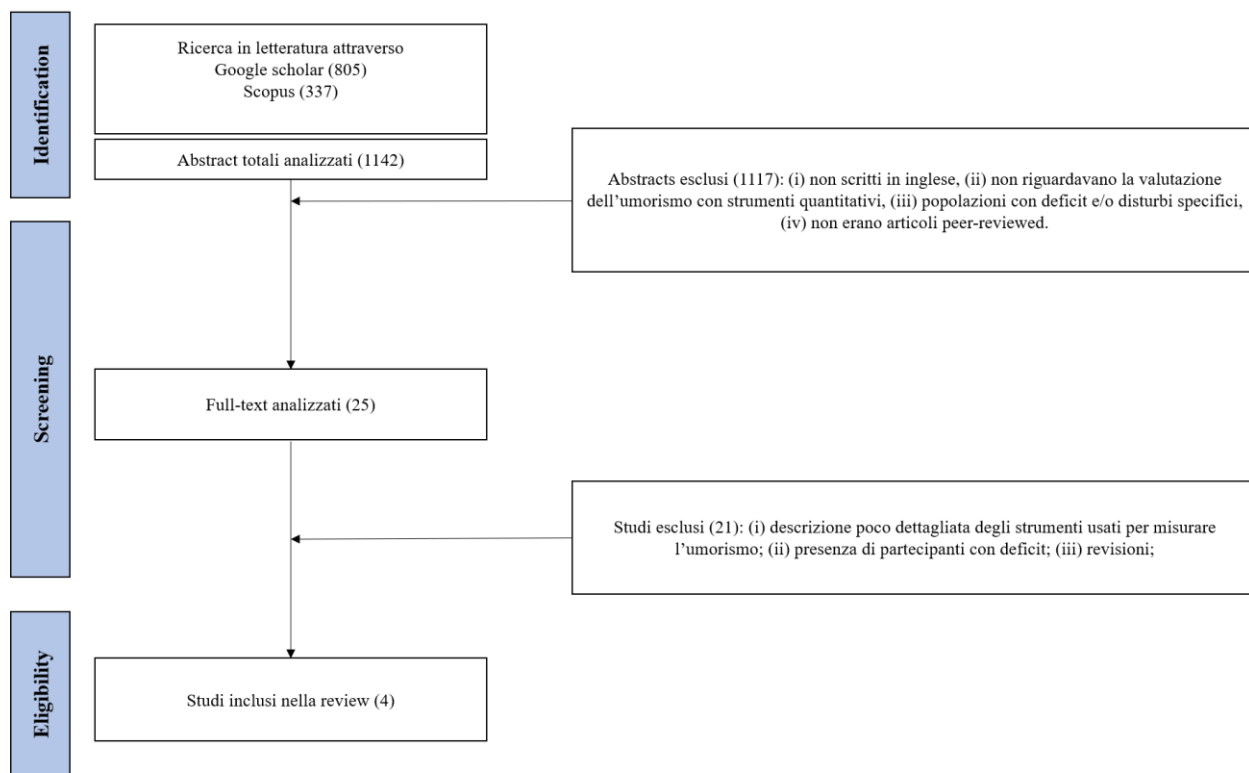 Identification
Ricerca in letteratura attraverso
Google scholar (805)
Scopus (337)
Abstract totali analizzati (1142)
Abstracts esclusi (1117): (i) non scritti in inglese, (ii) non riguardavano la valutazione
dell'umorismo con strumenti quantitativi, (iii) popolazioni con deficit e/o disturbi specifici,
(iv) non erano articoli peer-reviewed.
Screening
Full-text analizzati (25)
Studi esclusi (21): (i) descrizione poco dettagliata degli strumenti usati per misurare
l'umorismo; (ii) presenza di partecipanti con deficit; (iii) revisioni;
Eligibility
Studi inclusi nella review (4)